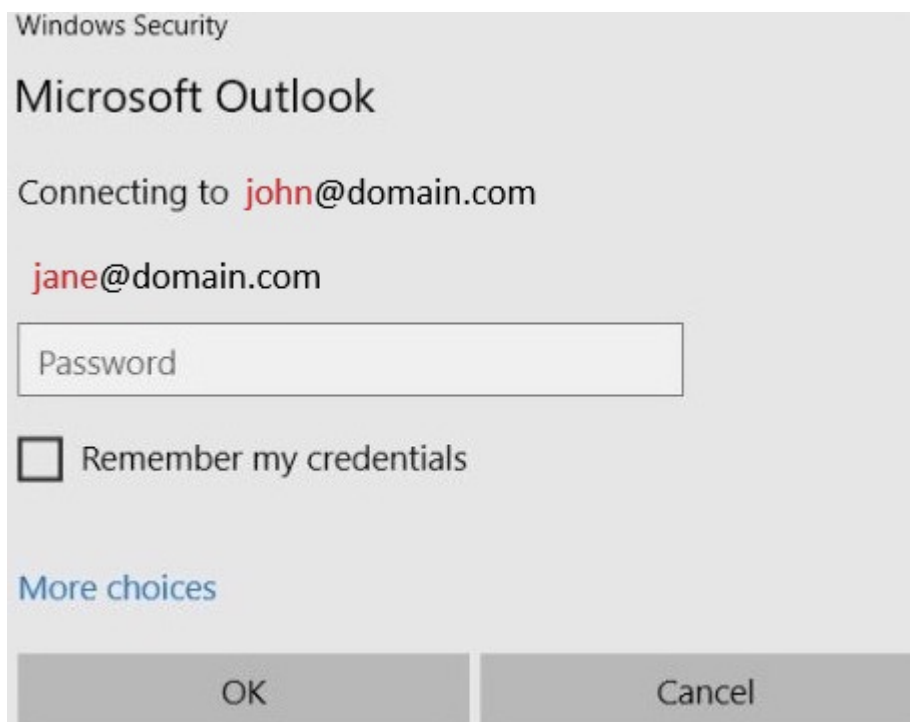 Windows Security
Microsoft Outlook
Connecting to john@domain.com
jane@domain.com
Password
Remember my credentials
More choices
OK Cancel